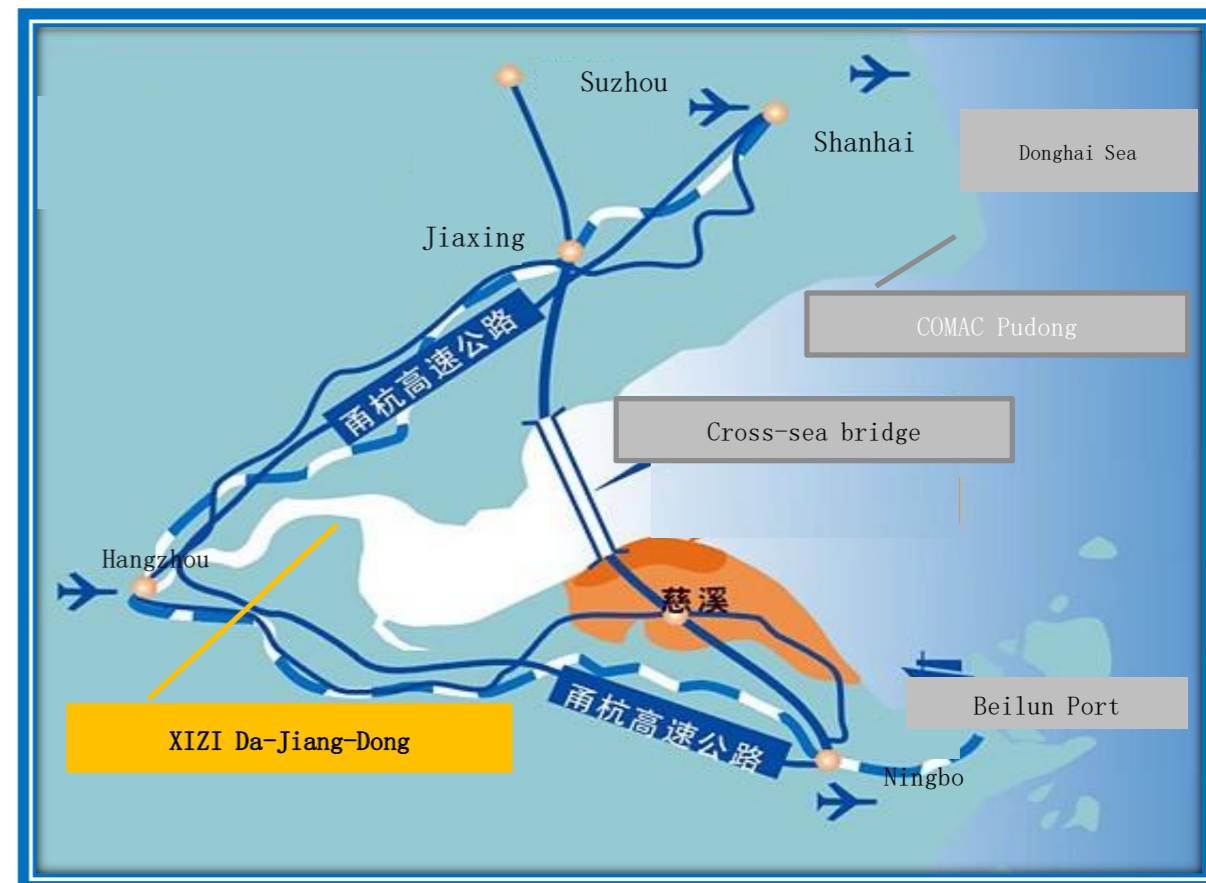 Suzhou
Shanhai
Donghai Sea
Jiaxing
COMAC Pudong
甬杭高速公路
Cross-sea bridge
Hangzhou
慈溪
XIZI Da-Jiang-Dong
甬杭高速公路
Beilun Port
Ningbo